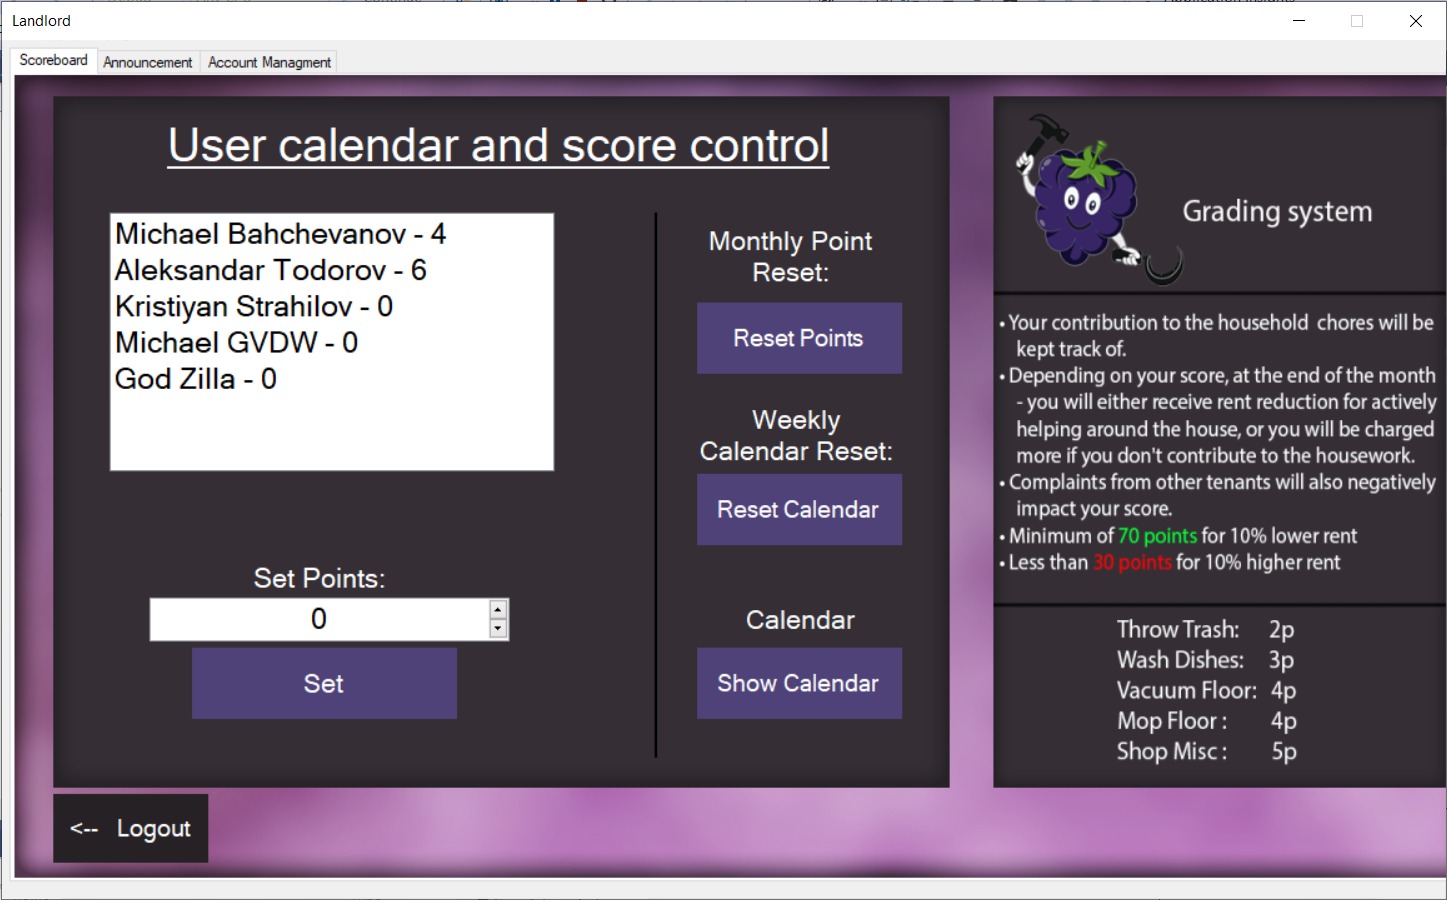 Landlord
Scoreboard
Announcement
Account Managment
User calendar and score control
Michael Bahchevanov - 4
Aleksandar Todorov - 6
Kristiyan Strahilov - 0
Michael GVDW - 0
God Zilla - 0
Set Points:
0
Set
Monthly Point
Reset:
Reset Points
Weekly
Calendar Reset:
Reset Calendar
Calendar
Show Calendar
<-- Logout
Grading system
• Your contribution to the household chores will be
kept track of.
• Depending on your score, at the end of the month
- you will either receive rent reduction for actively
helping around the house, or you will be charged
more if you don't contribute to the housework.
• Complaints from other tenants will also negatively
impact your score.
• Minimum of 70 points for 10% lower rent
• Less than 30 points for 10% higher rent
Throw Trash: 2p
Wash Dishes: 3p
Vacuum Floor: 4p
Mop Floor : 4p
Shop Misc : 5p